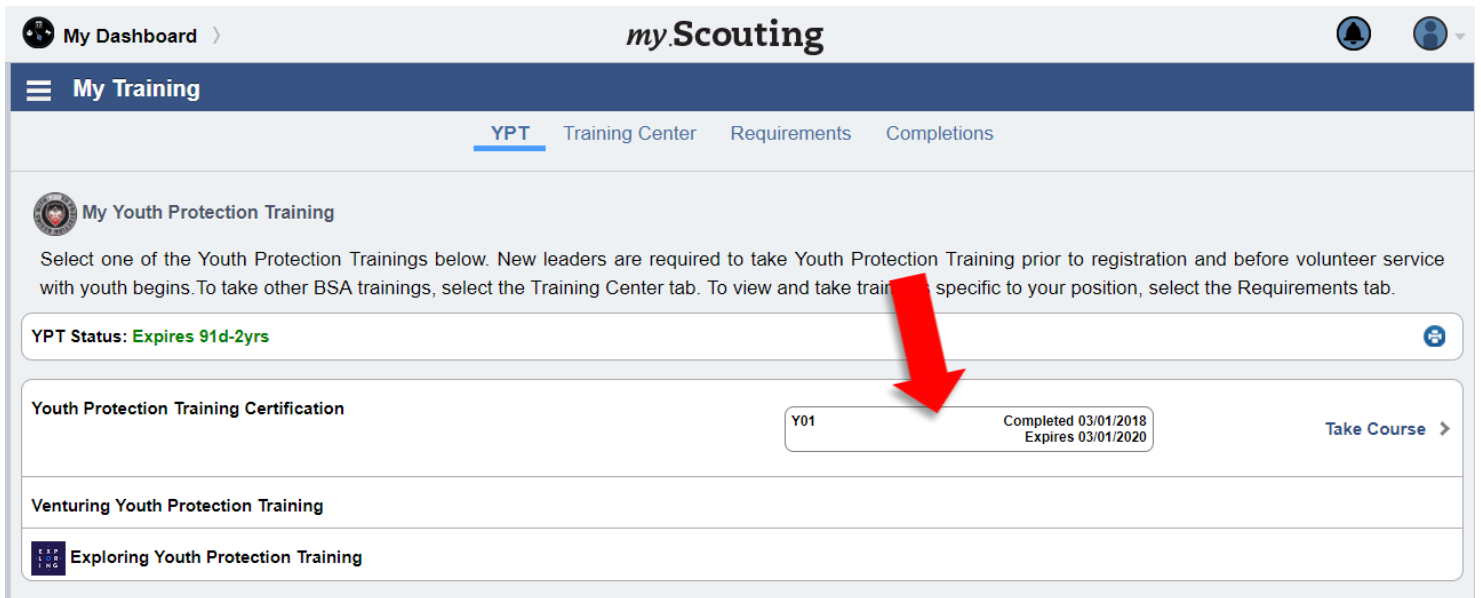 My Dashboard
my.Scouting
My Training
YPT Training Center Requirements Completions
My Youth Protection Training
Select one of the Youth Protection Trainings below. New leaders are required to take Youth Protection Training prior to registration and before volunteer service
with youth begins.To take other BSA trainings, select the Training Center tab. To view and take specific to your position, select the Requirements tab.
YPT Status: Expires 91d-2yrs
Youth Protection Training Certification
Y01 Completed 03/01/2018
Expires 03/01/2020
Take Course
Venturing Youth Protection Training
EXP
LOR
ING
Exploring Youth Protection Training